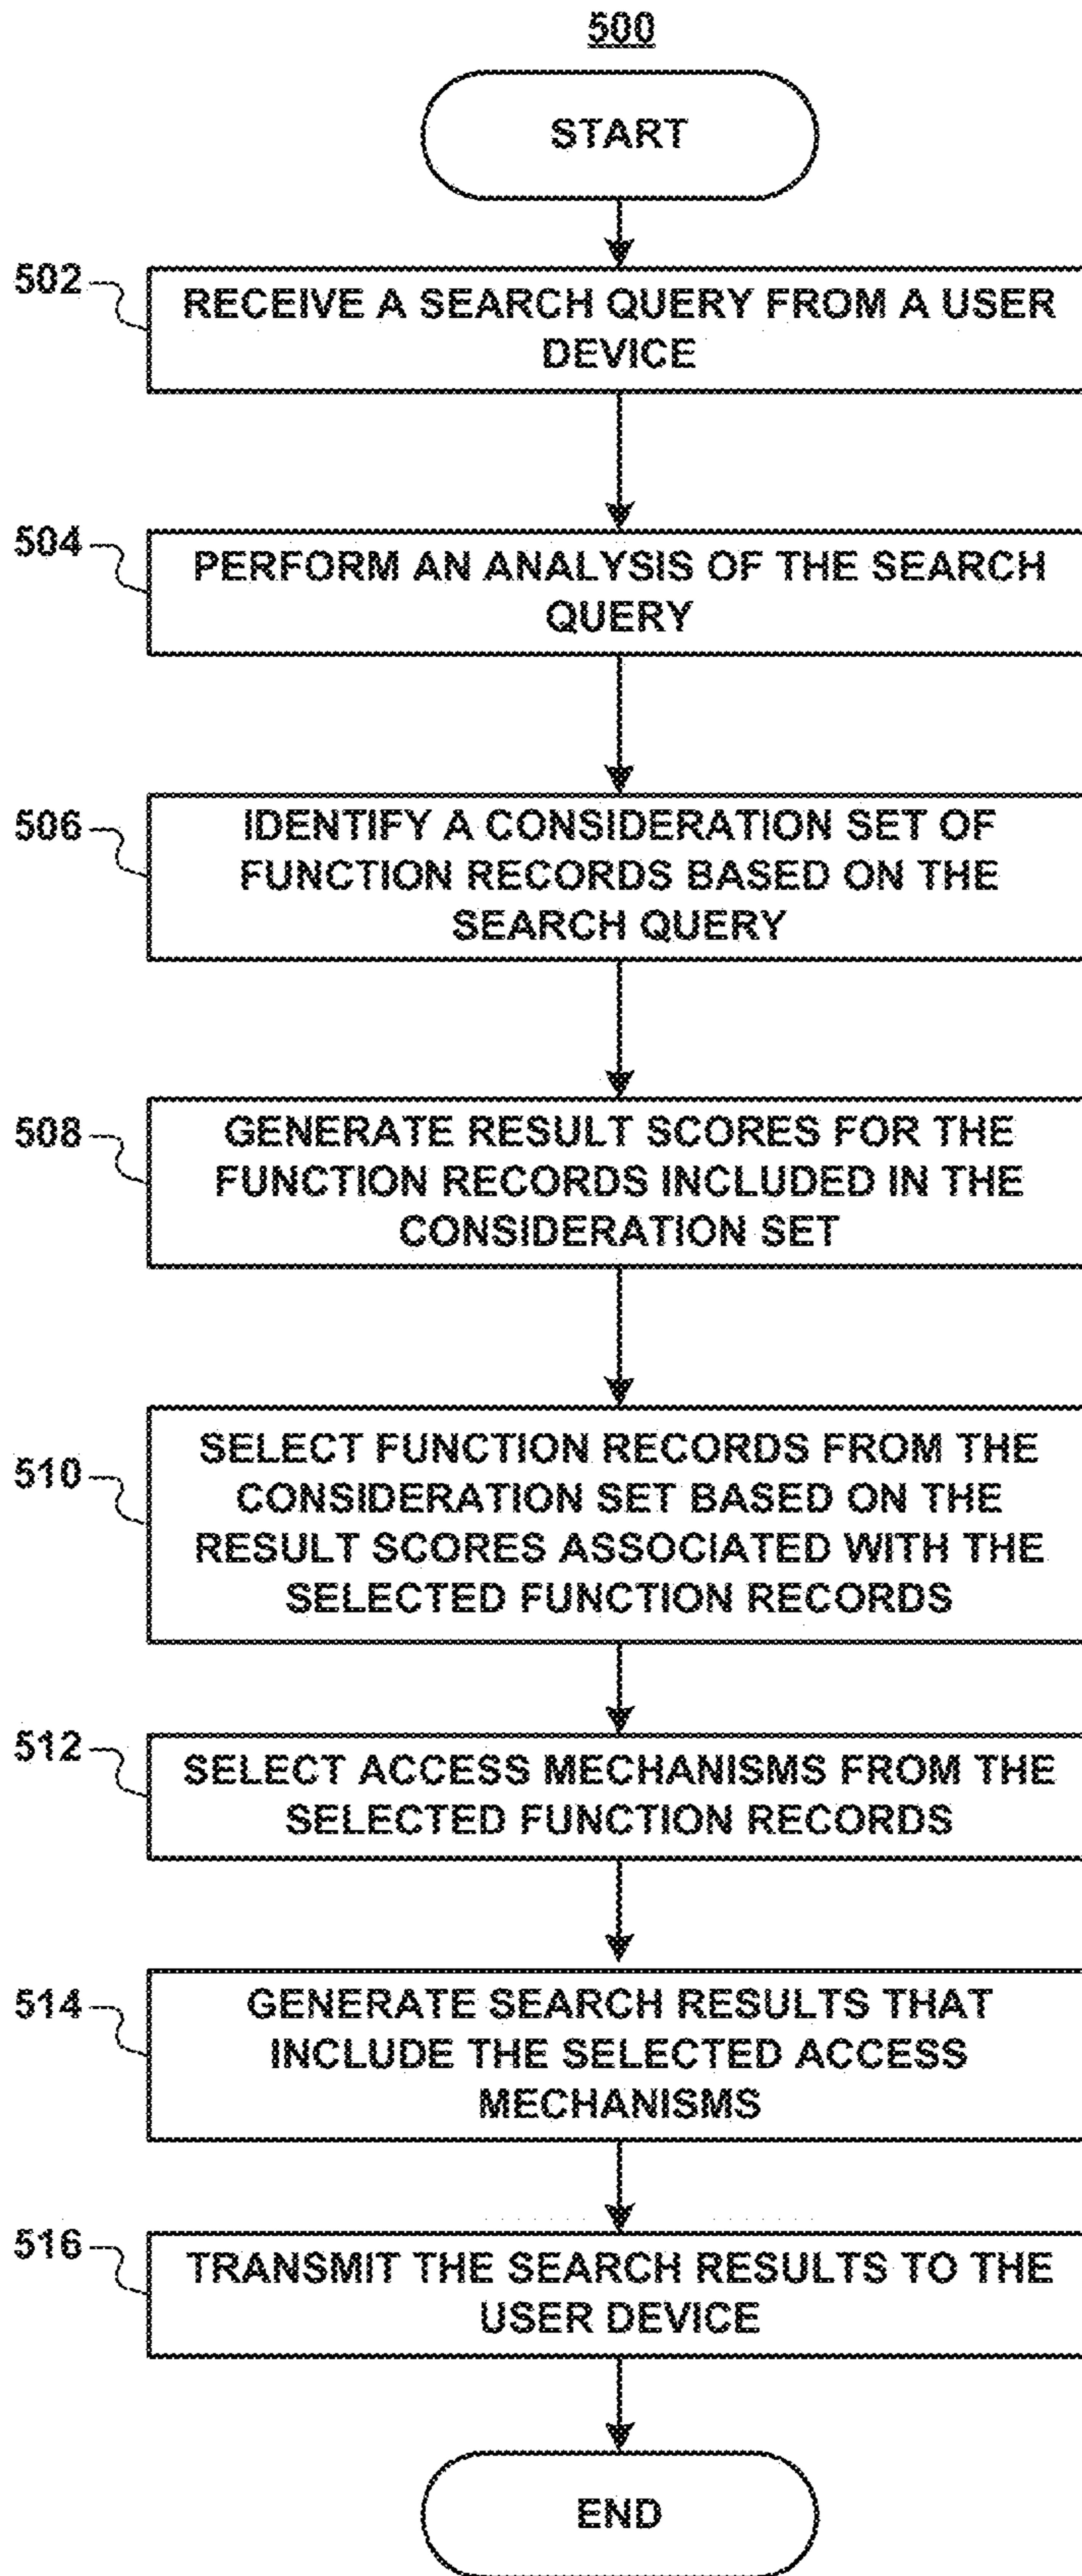 500
START
502
RECEIVE A SEARCH QUERY FROM A USER
DEVICE
504
PERFORM AN ANALYSIS OF THE SEARCH
QUERY
506
IDENTIFY A CONSIDERATION SET OF
FUNCTION RECORDS BASED ON THE
SEARCH QUERY
508
GENERATE RESULT SCORES FOR THE
FUNCTION RECORDS INCLUDED IN THE
CONSIDERATION SET
510
SELECT FUNCTION RECORDS FROM THE
CONSIDERATION SET BASED ON THE
RESULT SCORES ASSOCIATED WITH THE
SELECTED FUNCTION RECORDS
512
SELECT ACCESS MECHANISMS FROM THE
SELECTED FUNCTION RECORDS
514
GENERATE SEARCH RESULTS THAT
INCLUDE THE SELECTED ACCESS
MECHANISMS
516
TRANSMIT THE SEARCH RESULTS TO THE
USER DEVICE
END